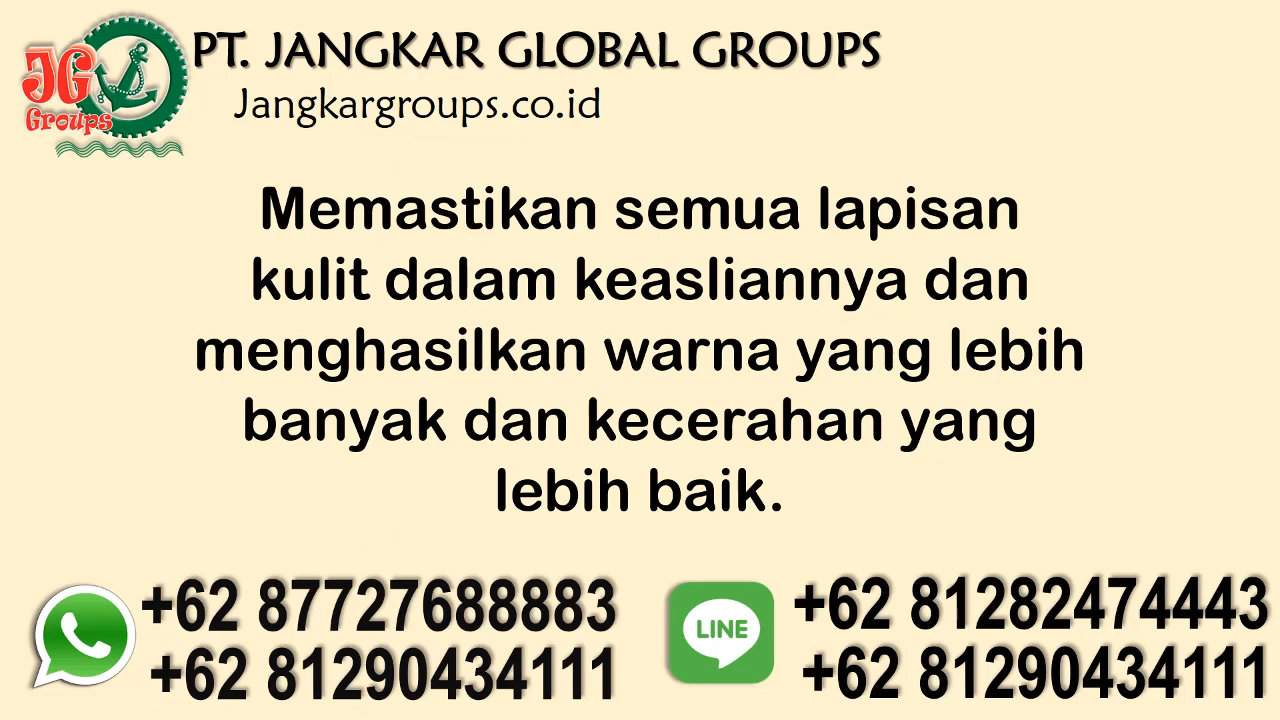 JG
Groups
PT. JANGKAR GLOBAL GROUPS
Jangkargroups.co.id
Memastikan semua lapisan
kulit dalam keasliannya dan
menghasilkan warna yang lebih
banyak dan kecerahan yang
lebih baik.
+62 87727688883
+62 81290434111
LINE
+62 81282474443
+62 81290434111